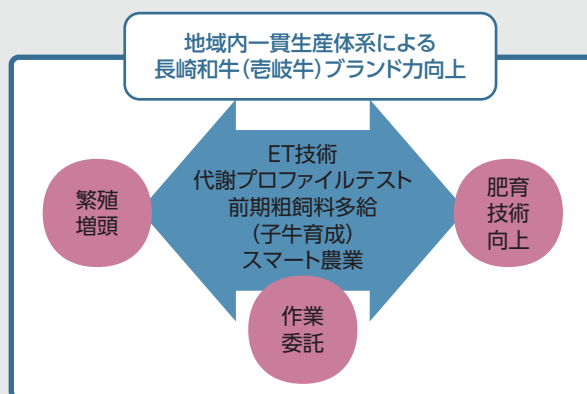 地域内一貫生産体系による
長崎和牛(壱岐牛)ブランド力向上
ET技術
代謝プロファイルテスト
前期粗飼料多給
(子牛育成)
スマート農業
繁殖
増頭
肥育
技術
向上
作業
委託